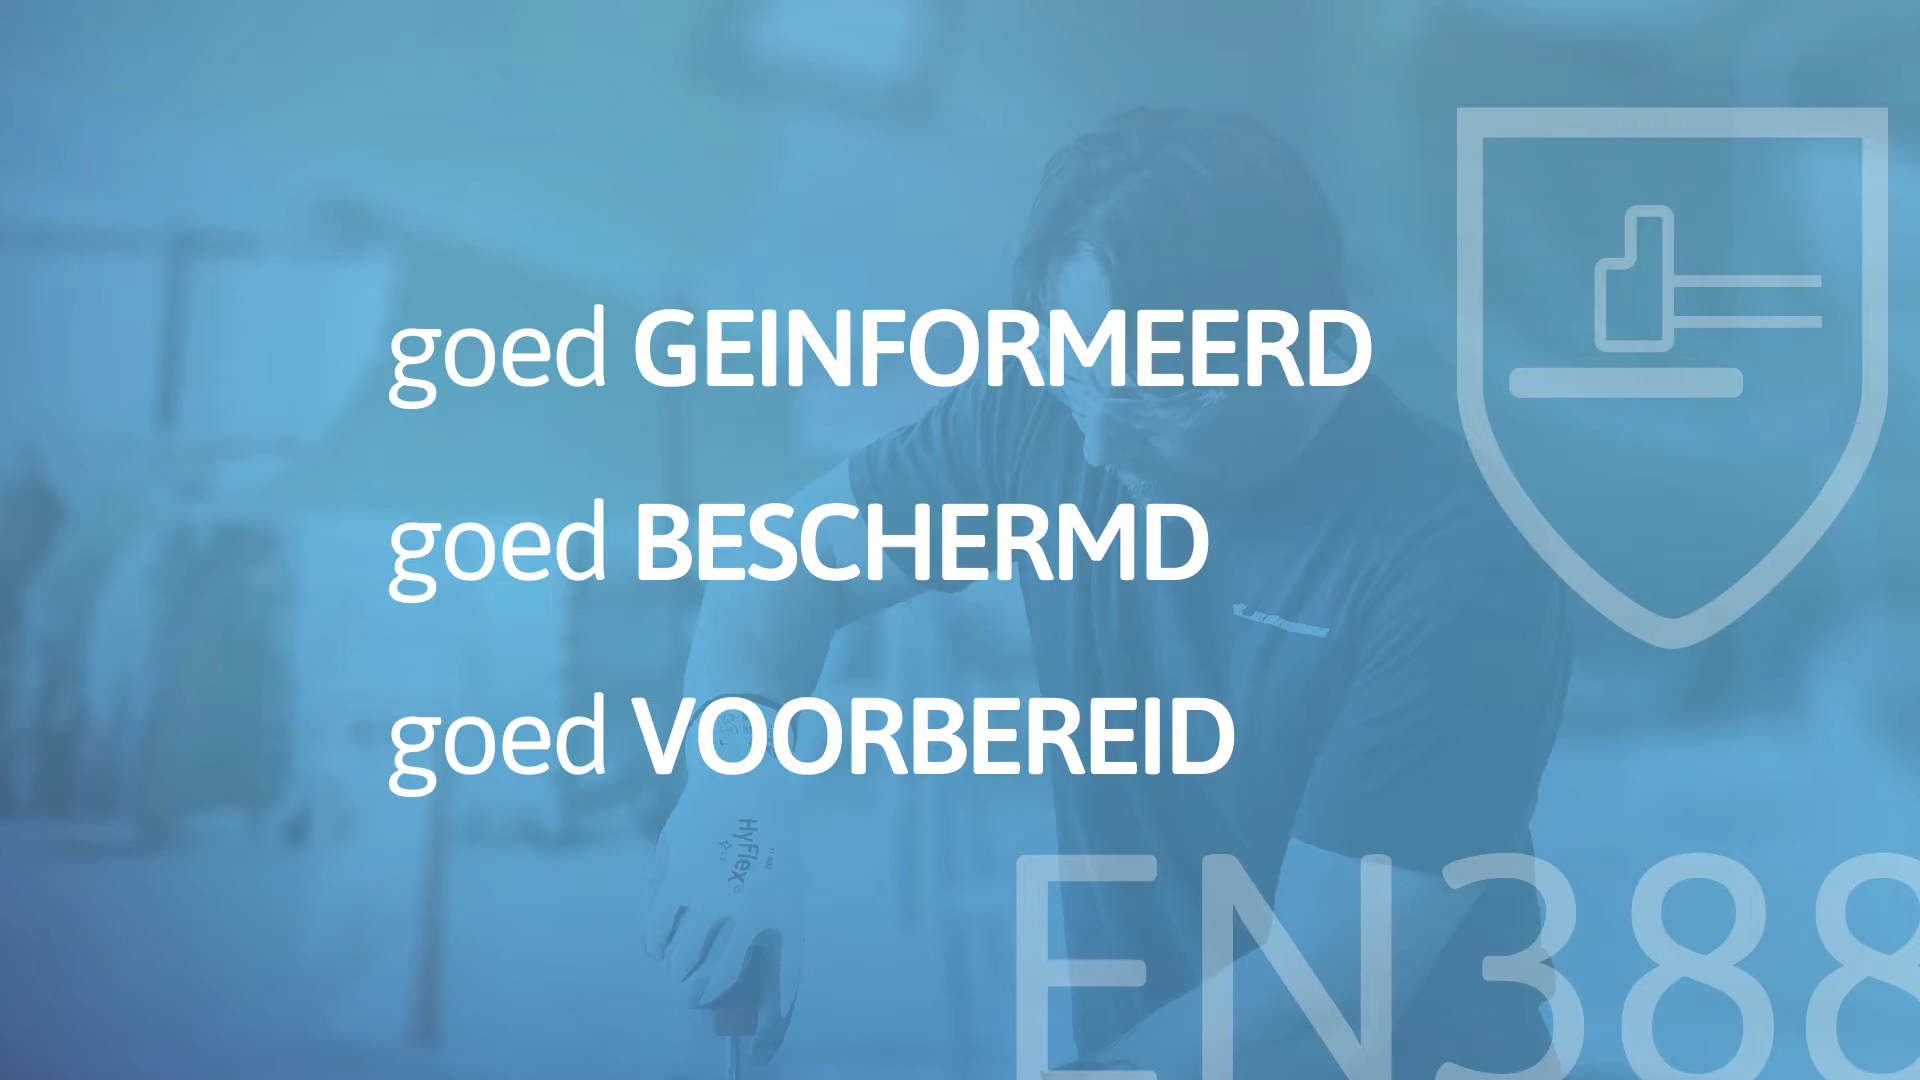 goed GEINFORMEERD
goed BESCHERMD
goed VOORBEREID
HyFlex
EN388